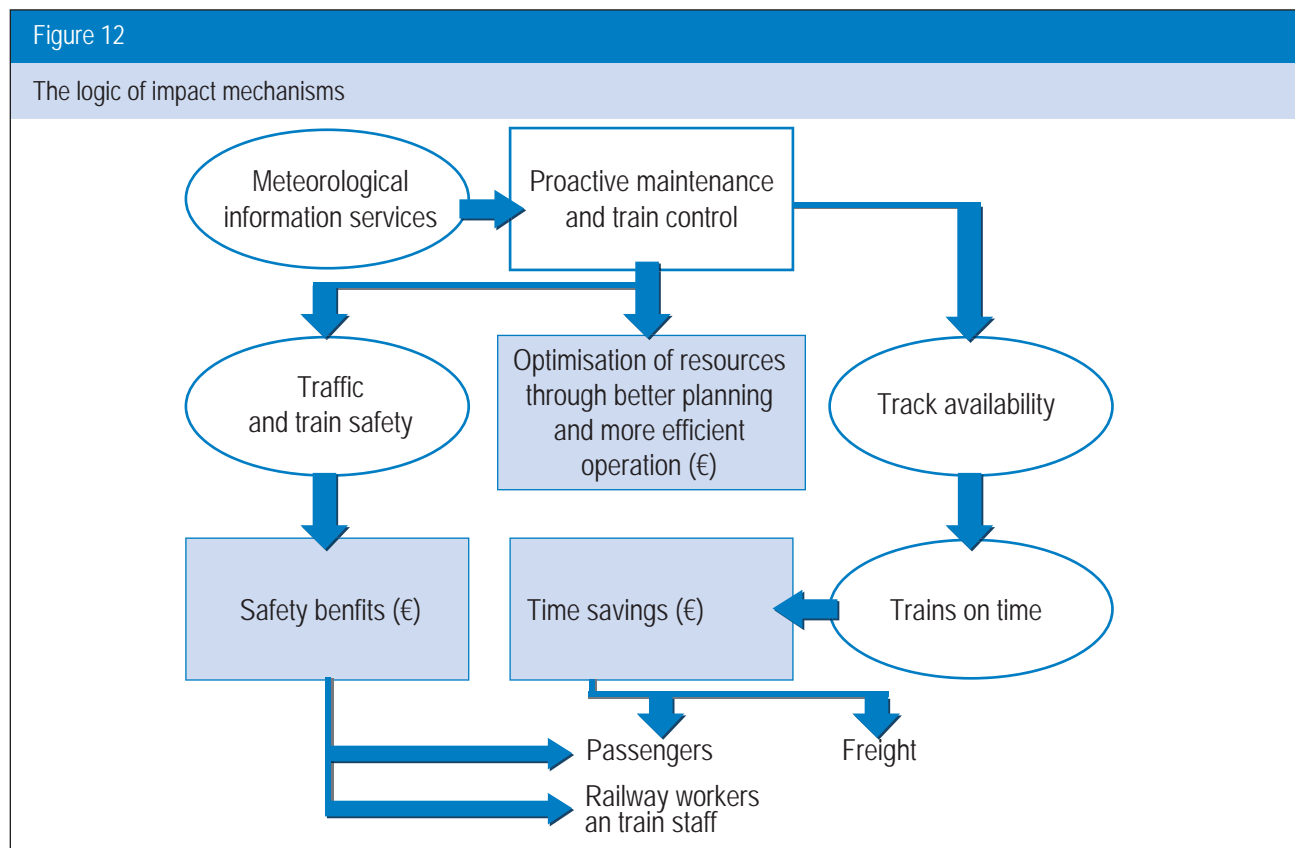 Figure 12
The logic of impact mechanisms
Meteorological
information services
Proactive maintenance
and train control
Traffic
and train safety
Optimisation of resources
through better planning
and more efficient
operation (€)
Track availability
Safety benfits (€)
Time savings (€)
Trains on time
Passengers
Freight
Railway workers
an train staff